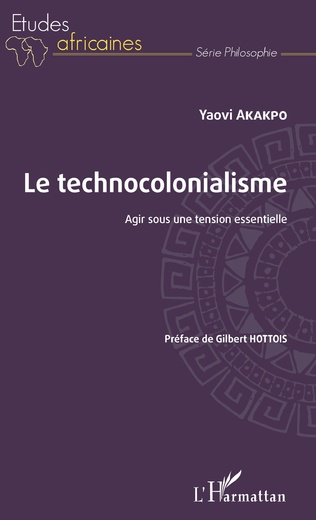 Etudes
africaines
Série Philosophie
Yaovi AKAKPO
Le technocolonialisme
Agir sous une tension essentielle
Préface de Gilbert HOTTOIS
L'Harmattan